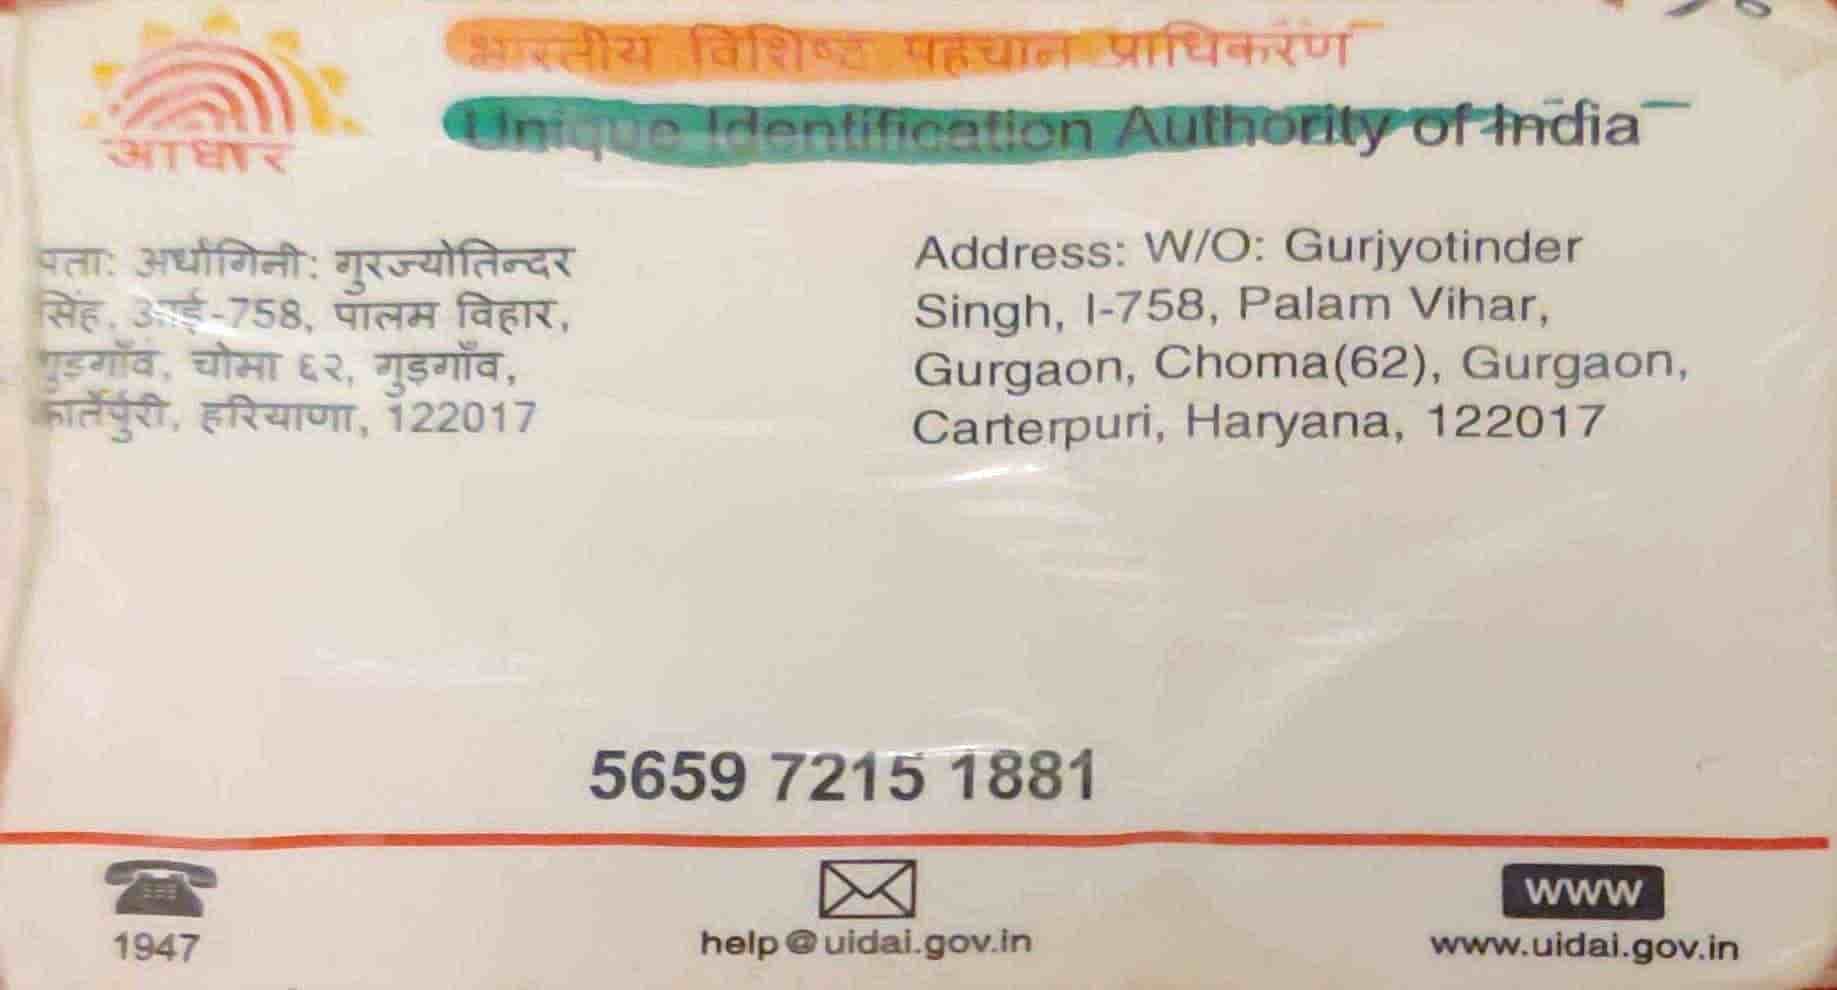 भारतीय विशिष्ट पहचान प्राधिकरण
Unique Identification Authority of India
आधार
पता: अर्धांगिनी: गुरज्योतिन्दर
सिंह, आई-758, पालम विहार,
गुड़गाँव, चोमा ६२, गुड़गाँव,
कार्तेर्पुरी, हरियाणा, 122017
Address: W/O: Gurjyotinder
Singh, I-758, Palam Vihar,
Gurgaon, Choma(62), Gurgaon,
Carterpuri, Haryana, 122017
5659 7215 1881
1947
help@uidai.gov.in
www
www.uidai.gov.in